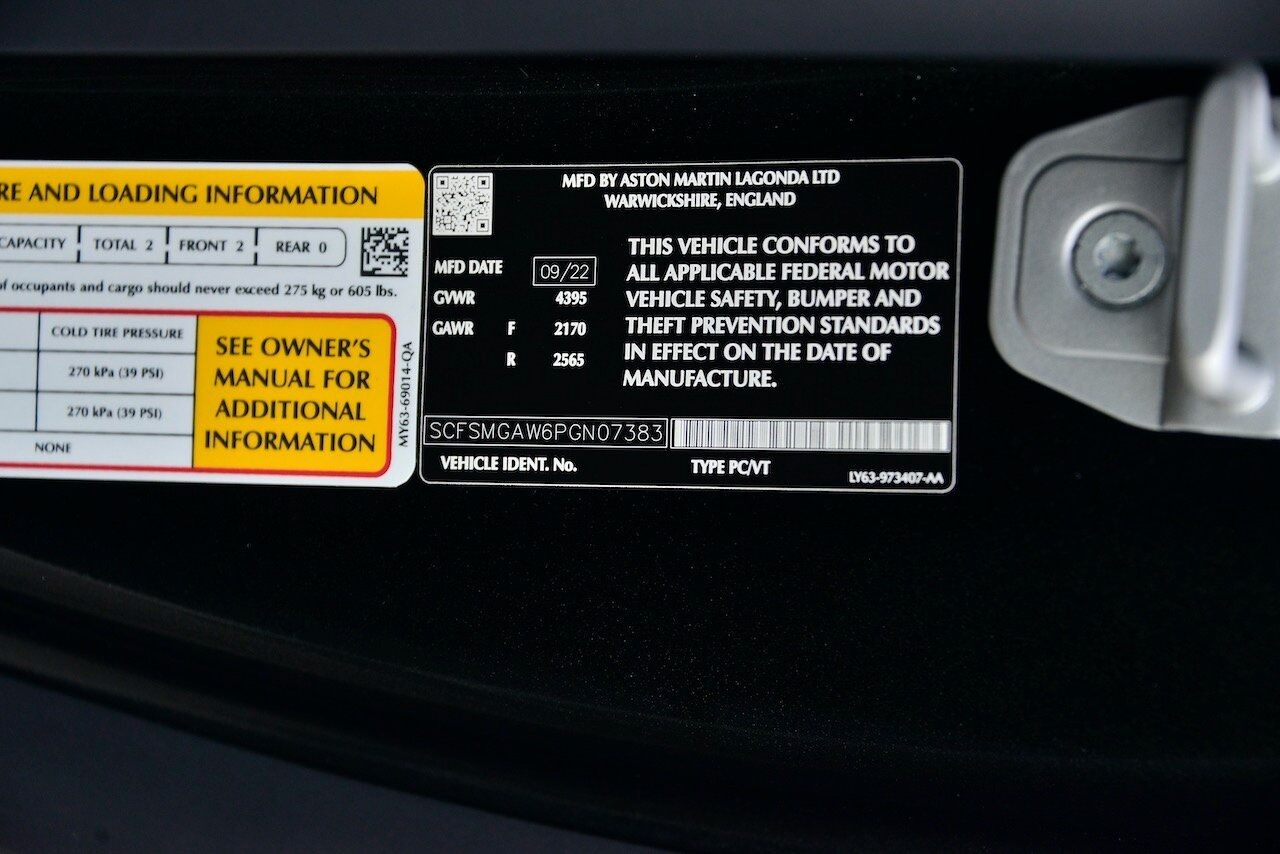 RE AND LOADING INFORMATION
CAPACITY TOTAL 2 FRONT 2 REAR 0
of occupants and cargo should never exceed 275 kg or 605 lbs.
COLD TIRE PRESSURE
270 kPa (39 PSI)
270 kPa (39 PSI)
NONE
SEE OWNER'S
MANUAL FOR
ADDITIONAL
INFORMATION
MY63-69014-QA
MFD BY ASTON MARTIN LAGONDA LTD
WARWICKSHIRE, ENGLAND
MFD DATE 09/22
GVWR 4395
GAWR F 2170
R 2565
THIS VEHICLE CONFORMS TO
ALL APPLICABLE FEDERAL MOTOR
VEHICLE SAFETY, BUMPER AND
THEFT PREVENTION STANDARDS
IN EFFECT ON THE DATE OF
MANUFACTURE.
SCFSMGAW6PGN07383
VEHICLE IDENT. No. TYPE PC/VT
LY63-973407-AA